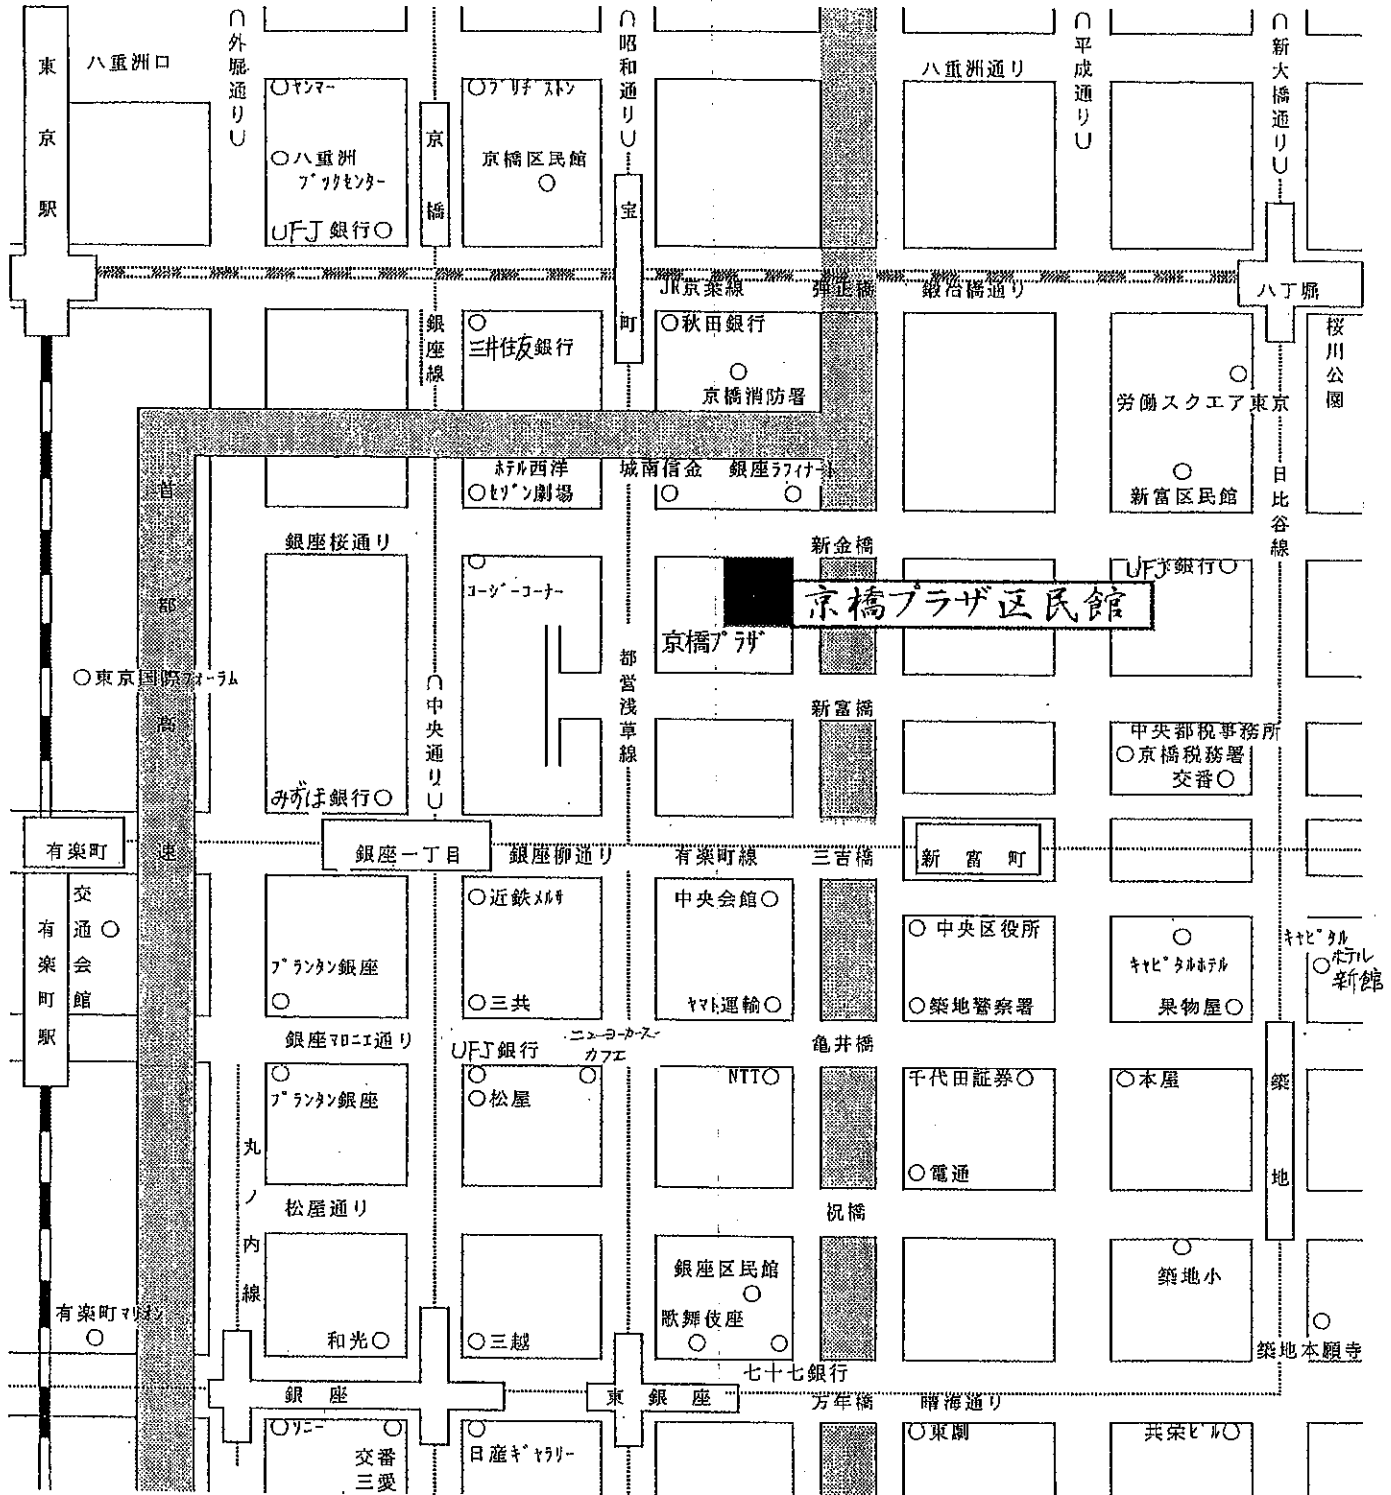 東京駅
八重洲口
外堀通り
昭和通り
八重洲通り
平成通り
新大橋通り
ヤンマー
ブリヂストン
京橋
八重洲
ブックセンター
京橋区民館
UFJ 銀行
宝町
JR京葉線
弾正橋
鍛冶橋通り
八丁堀
銀座線
三井住友銀行
秋田銀行
京橋消防署
桜川公園
労働スクエア東京
首都高速
ホテル西洋
セゾン劇場
城南信金
銀座ラフィナート
新富区民館
日比谷線
銀座桜通り
新金橋
コージーコーナー
UFJ銀行
京橋プラザ区民館
京橋プラザ
東京国際フォーラム
中央通り
都営浅草線
新富橋
中央都税事務所
京橋税務署
交番
みずほ銀行
有楽町
銀座一丁目
銀座柳通り
有楽町線
三吉橋
新富町
交通会館
有楽町駅
近鉄メルサ
中央会館
中央区役所
キャピタルホテル
キャピタル
ホテル
新館
プランタン銀座
三共
ヤマト運輸
築地警察署
果物屋
銀座マロニエ通り
UFJ銀行
ニューヨーカーズ
カフェ
亀井橋
プランタン銀座
松屋
NTT
千代田証券
本屋
築地
丸ノ内線
電通
松屋通り
祝橋
銀座区民館
築地小
有楽町マリオン
和光
三越
歌舞伎座
築地本願寺
七十七銀行
銀座
東銀座
万年橋
晴海通り
ソニー
交番
三愛
日産ギャラリー
東劇
共栄ビル